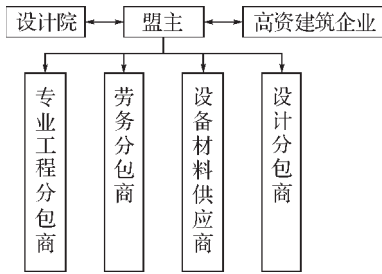 设计院
盟主
高资建筑企业
专业工程分包商
劳务分包商
设备材料供应商
设计分包商